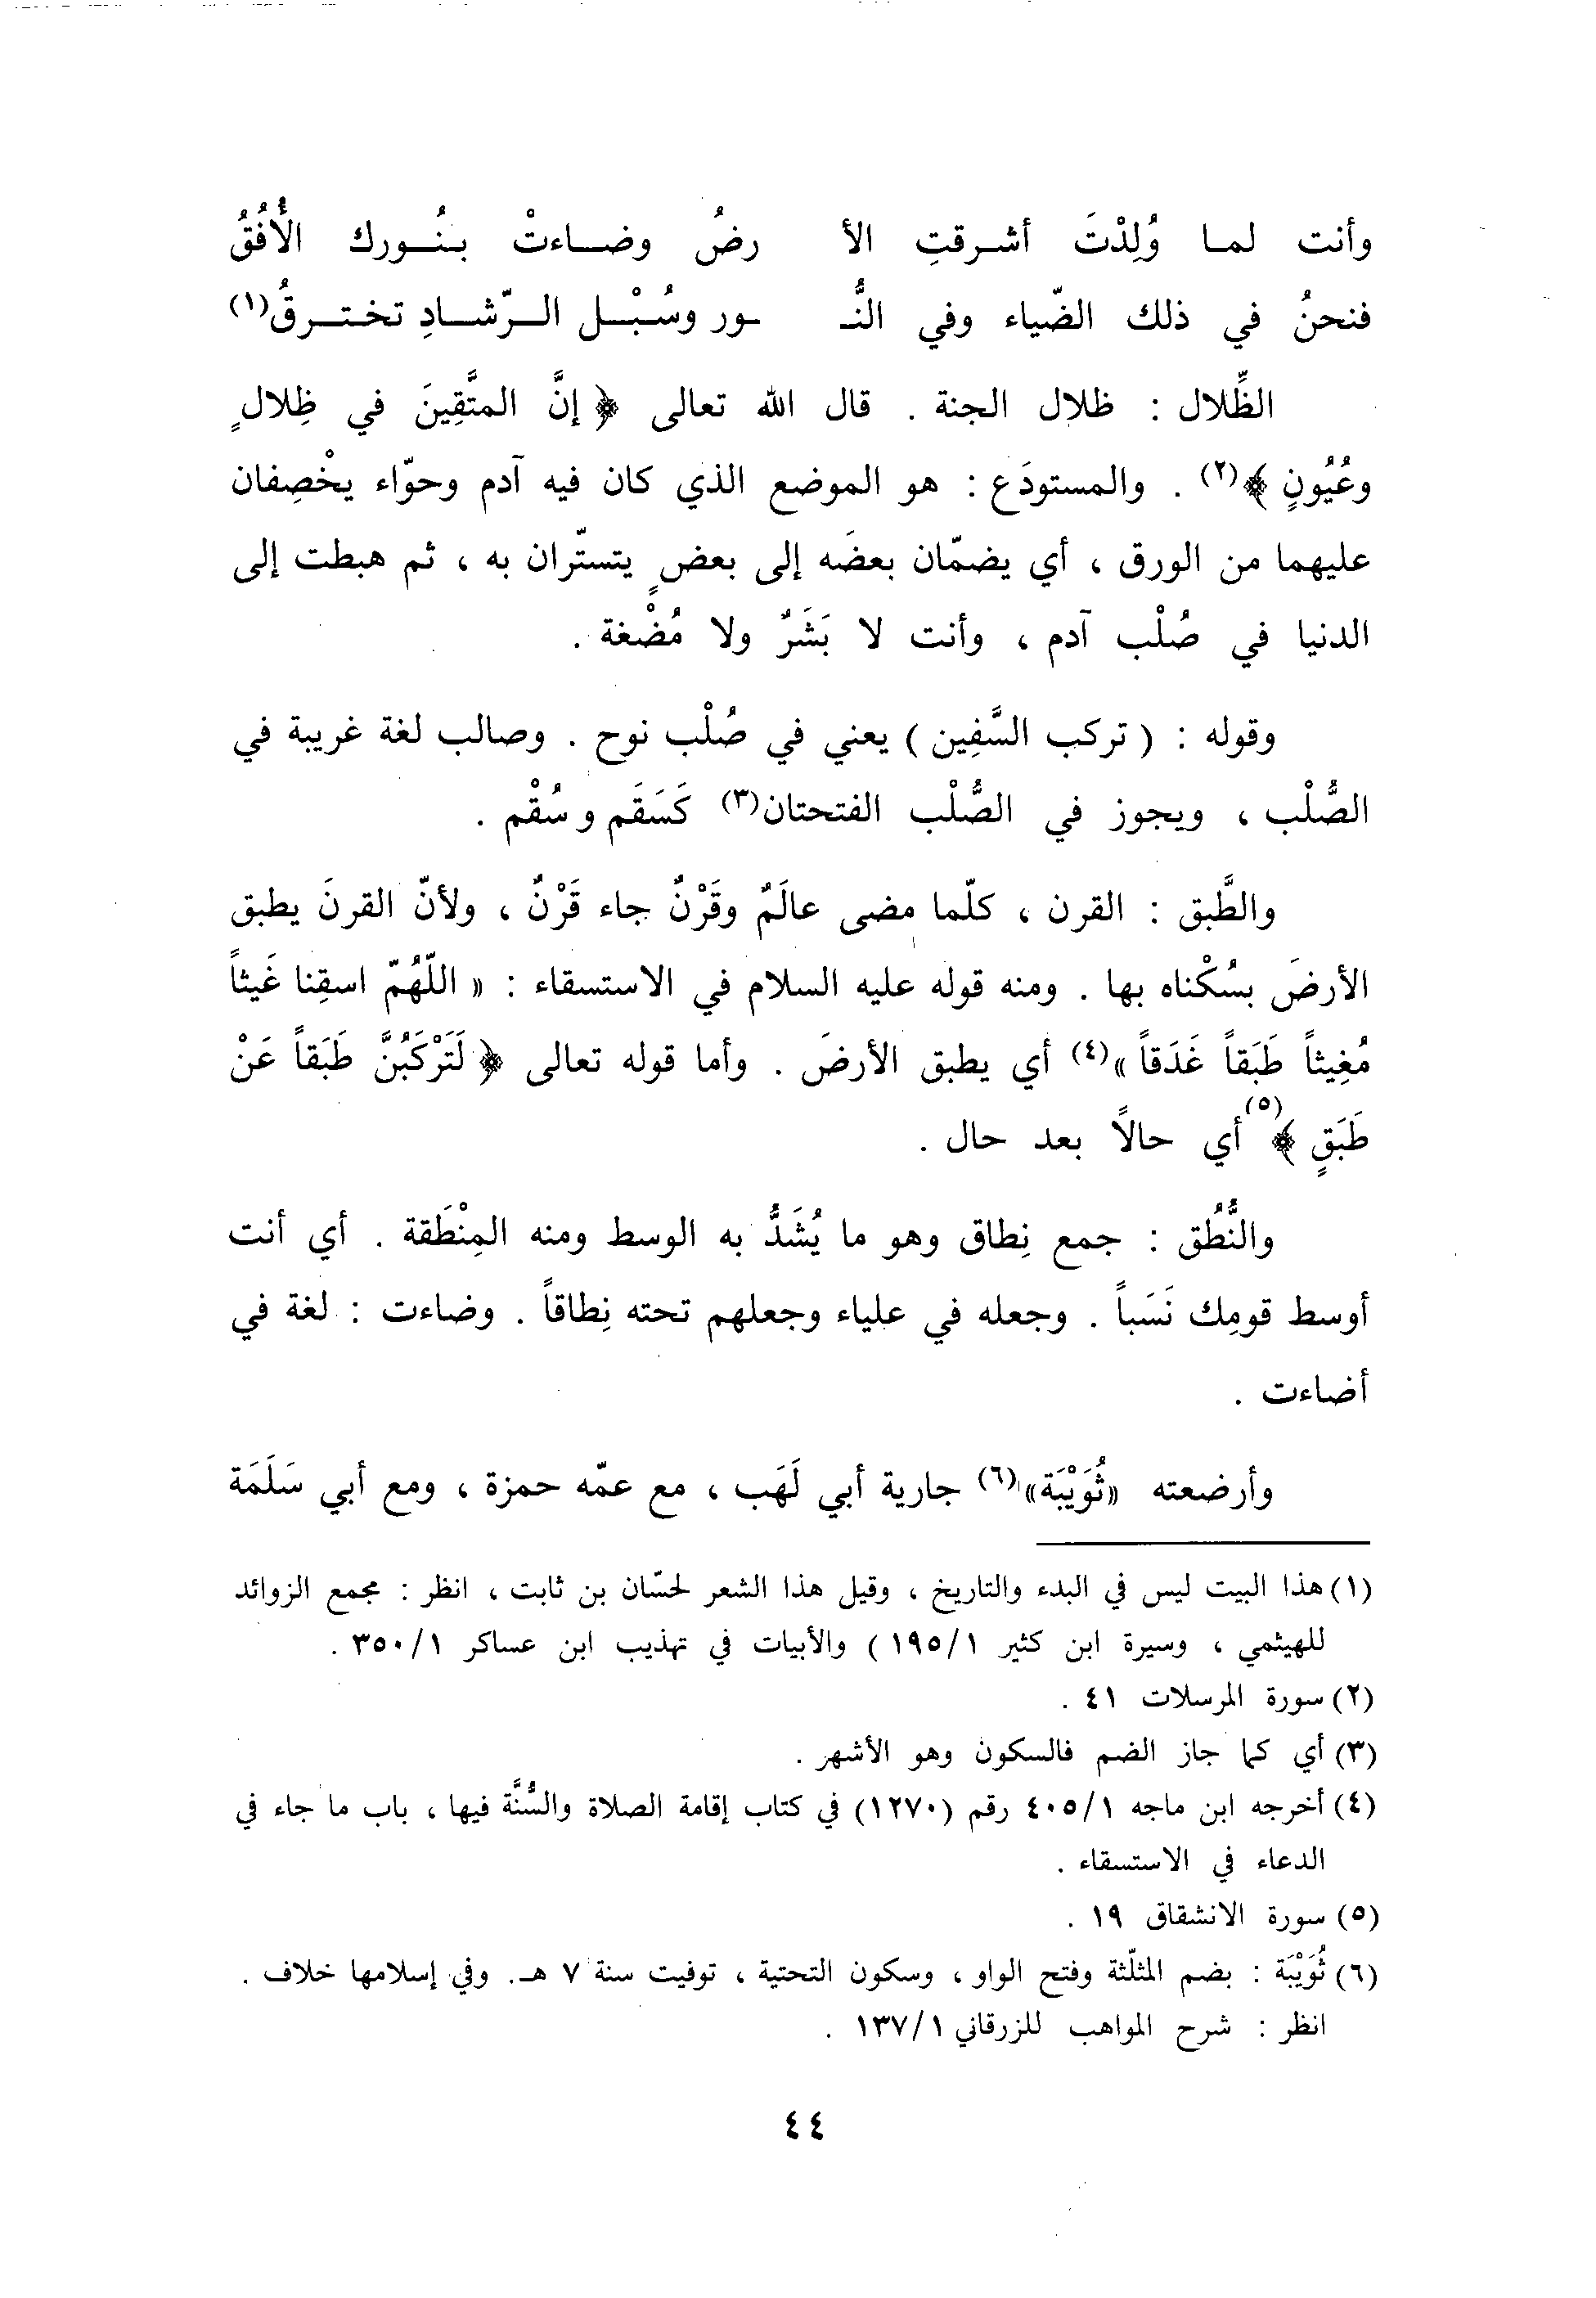 وأنت لمـا وُلِدْتَ أشـرقتِ الأ رضُ وضـاءتْ بـنُـورك الأُفُقُ
فنحنُ في ذلك الضّياء وفي النُّـ ـور وسُبْـل الـرّشـادِ تخـتـرقُ(١)
الظِّلال : ظلال الجنة . قال الله تعالى ﴿ إنَّ المتَّقِينَ في ظِلالٍ
وعُيُونٍ ﴾(٢) . والمستودَع : هو الموضع الذي كان فيه آدم وحوّاء يخْصِفان
عليهما من الورق ، أي يضمّان بعضَه إلى بعضٍ يتستّران به ، ثم هبطت إلى
الدنيا في صُلْب آدم ، وأنت لا بَشَرٌ ولا مُضْغة .
وقوله : ( تركب السَّفِين ) يعني في صُلْب نوح . وصالب لغة غريبة في
الصُّلْب ، ويجوز في الصُّلْب الفتحتان(٣) كَسَقَم و سُقْم .
والطَّبق : القرن ، كلّما مضى عالَمٌ وقَرْنٌ جاء قَرْنٌ ، ولأنّ القرنَ يطبق
الأرضَ بسُكْناه بها . ومنه قوله عليه السلام في الاستسقاء : « اللّهُمّ اسقِنا غَيثاً
مُغِيثاً طَبَقاً غَدَقاً »(٤) أي يطبق الأرضَ . وأما قوله تعالى ﴿ لَتَرْكَبُنَّ طَبَقاً عَنْ
طَبَقٍ ﴾(٥) أي حالاً بعد حال .
والنُّطُق : جمع نِطاق وهو ما يُشَدُّ به الوسط ومنه المِنْطَقة . أي أنت
أوسط قومِك نَسَباً . وجعله في علياء وجعلهم تحته نِطاقاً . وضاءت : لغة في
أضاءت .
وأرضعته «ثُوَيْبَة»(٦) جارية أبي لَهَب ، مع عمّه حمزة ، ومع أبي سَلَمَة
(١) هذا البيت ليس في البدء والتاريخ ، وقيل هذا الشعر لحسّان بن ثابت ، انظر : مجمع الزوائد
للهيثمي ، وسيرة ابن كثير ١٩٥/١ ) والأبيات في تهذيب ابن عساكر ٣٥٠/١ .
(٢) سورة المرسلات ٤١ .
(٣) أي كما جاز الضم فالسكون وهو الأشهر .
(٤) أخرجه ابن ماجه ٤٠٥/١ رقم (١٢٧٠) في كتاب إقامة الصلاة والسُّنَّة فيها ، باب ما جاء في
الدعاء في الاستسقاء .
(٥) سورة الانشقاق ١٩ .
(٦) ثُوَيْبَة : بضم المثلّثة وفتح الواو ، وسكون التحتية ، توفيت سنة ٧ هـ. وفي إسلامها خلاف .
انظر : شرح المواهب للزرقاني ١٣٧/١ .
٤٤